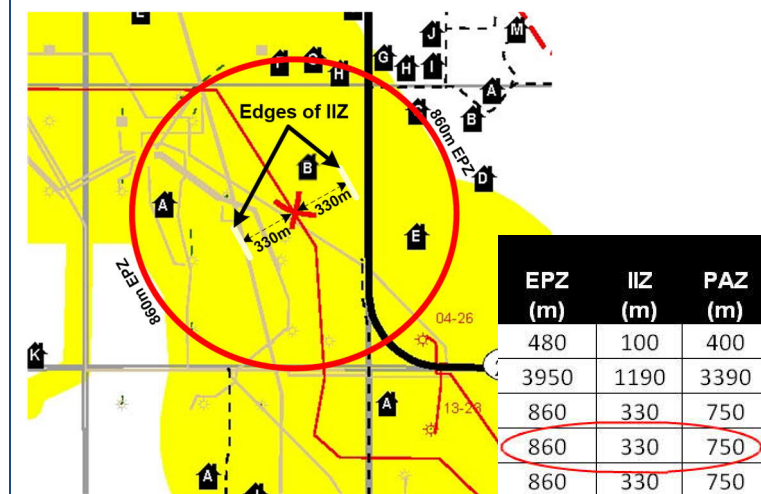 J
M
G
H
I
H
A
B
Edges of IIZ
860m EPZ
B
D
A
330m
330m
E
860m EPZ
04-26
K
A
13-23
A
EPZ IIZ PAZ
(m) (m) (m)
480 100 400
3950 1190 3390
860 330 750
860 330 750
860 330 750